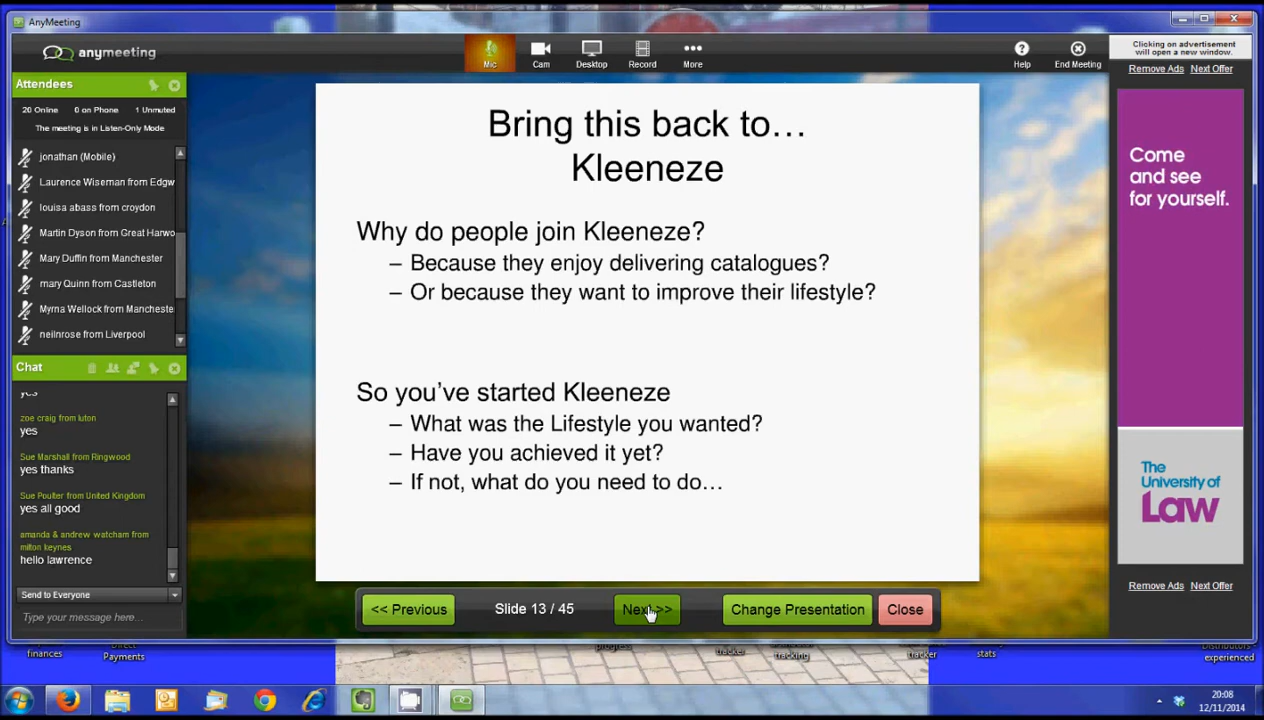 AnyMeeting
anymeeting
Mic
Cam
Desktop
Record
More
Help
End Meeting
Clicking on advertisement
will open a new window.
Remove Ads Next Offer
Attendees
20 Online 0 on Phone 1 Unmuted
The meeting is in Listen-Only Mode
jonathan (Mobile)
Laurence Wiseman from Edgw
louisa abass from croydon
Martin Dyson from Great Harwo
Mary Duffin from Manchester
mary Quinn from Castleton
Myrna Wellock from Mancheste
neilnrose from Liverpool
Chat
yes
zoe craig from luton
yes
Sue Marshall from Ringwood
yes thanks
Sue Poulter from United Kingdom
yes all good
amanda & andrew watcham from
milton keynes
hello lawrence
Send to Everyone
Type your message here...
Bring this back to…
Kleeneze
Why do people join Kleeneze?
– Because they enjoy delivering catalogues?
– Or because they want to improve their lifestyle?
So you’ve started Kleeneze
– What was the Lifestyle you wanted?
– Have you achieved it yet?
– If not, what do you need to do…
<< Previous
Slide 13 / 45
Next >>
Change Presentation
Close
Come
and see
for yourself.
The
University of
Law
Remove Ads Next Offer
finances
Direct
Payments
progress
tracker
tracking
tracker
stats
Distributors -
experienced
20:08
12/11/2014